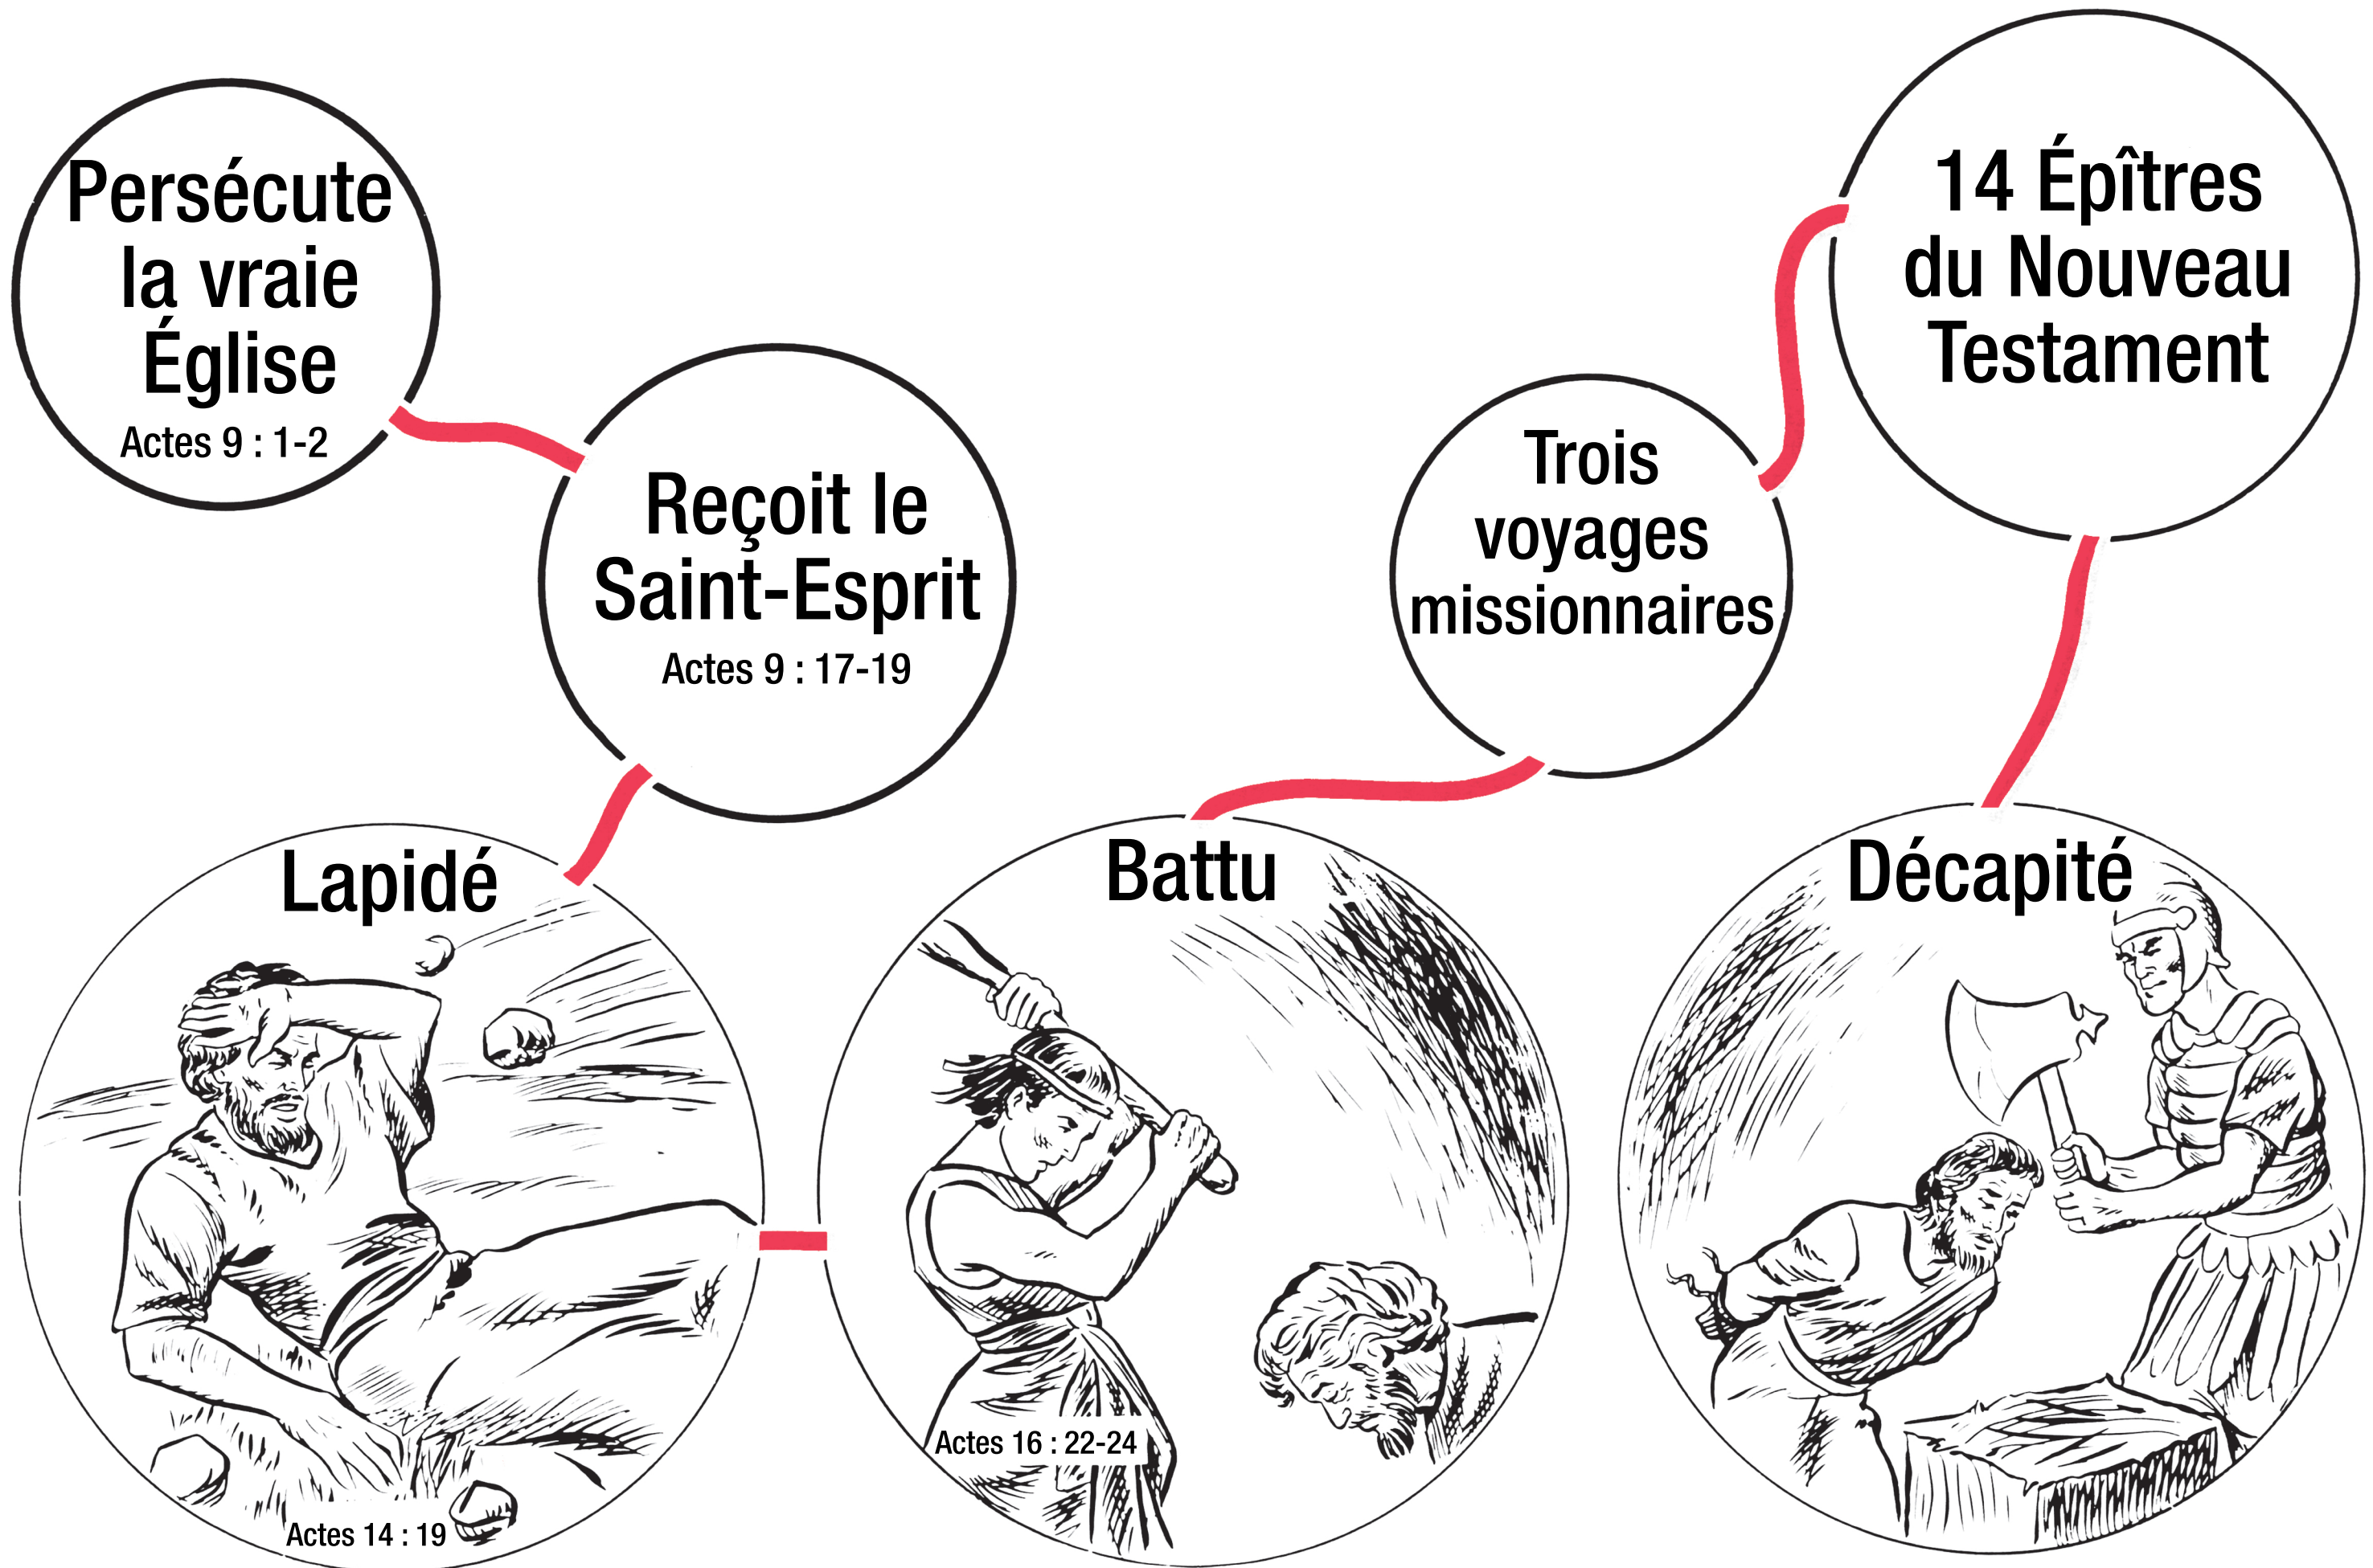 Persécute
la vraie
Église
Actes 9 : 1-2
Reçoit le
Saint-Esprit
Actes 9 : 17-19
Lapidé
Actes 14 : 19
Battu
Actes 16 : 22-24
Trois
voyages
missionnaires
14 Épîtres
du Nouveau
Testament
Décapité